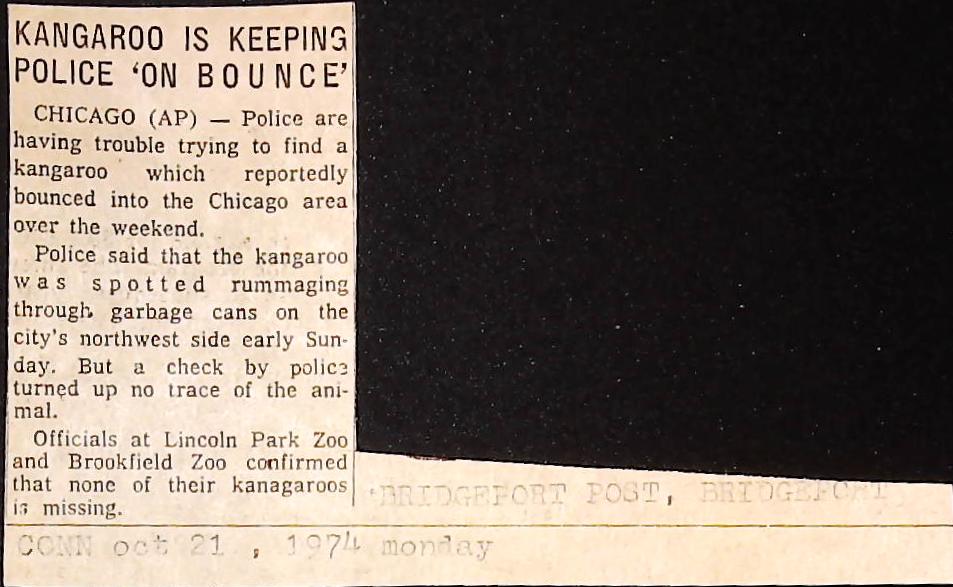 KANGAROO IS KEEPING
POLICE 'ON BOUNCE'
CHICAGO (AP) — Police are
having trouble trying to find a
kangaroo which reportedly
bounced into the Chicago area
over the weekend.
Police said that the kangaroo
was spotted rummaging
through garbage cans on the
city's northwest side early Sun-
day. But a check by police
turned up no trace of the ani-
mal.
Officials at Lincoln Park Zoo
and Brookfield Zoo confirmed
that none of their kanagaroos
is missing.
BRIDGEPORT POST, BRIDGEPORT
CONN oct 21 , 1974 monday